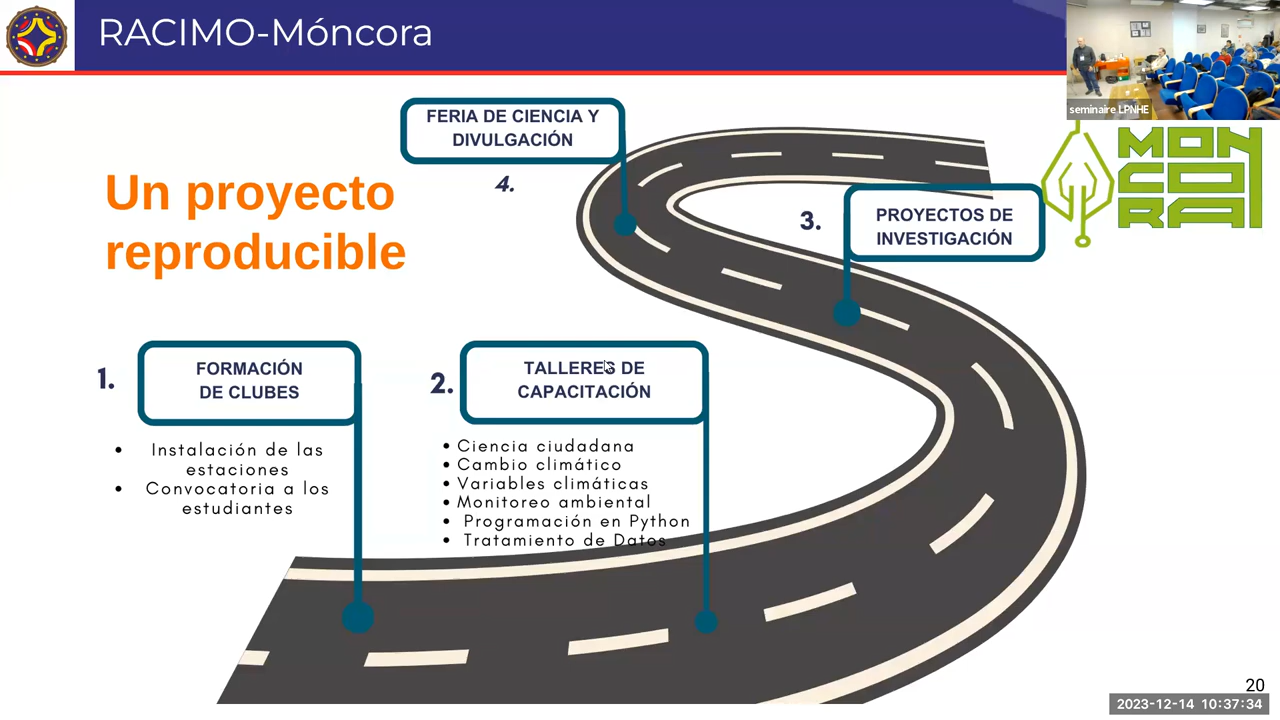 RACIMO-Móncora
seminaire LPNHE
MON
CO
RA
FERIA DE CIENCIA Y
DIVULGACIÓN
4.
Un proyecto
reproducible
3.
PROYECTOS DE
INVESTIGACIÓN
1.
FORMACIÓN
DE CLUBES
• Instalación de las
estaciones
• Convocatoria a los
estudiantes
2.
TALLERES DE
CAPACITACIÓN
• Ciencia ciudadana
• Cambio climático
• Variables climáticas
• Monitoreo ambiental
• Programación en Python
• Tratamiento de Datos
20
2023-12-14 10:37:34